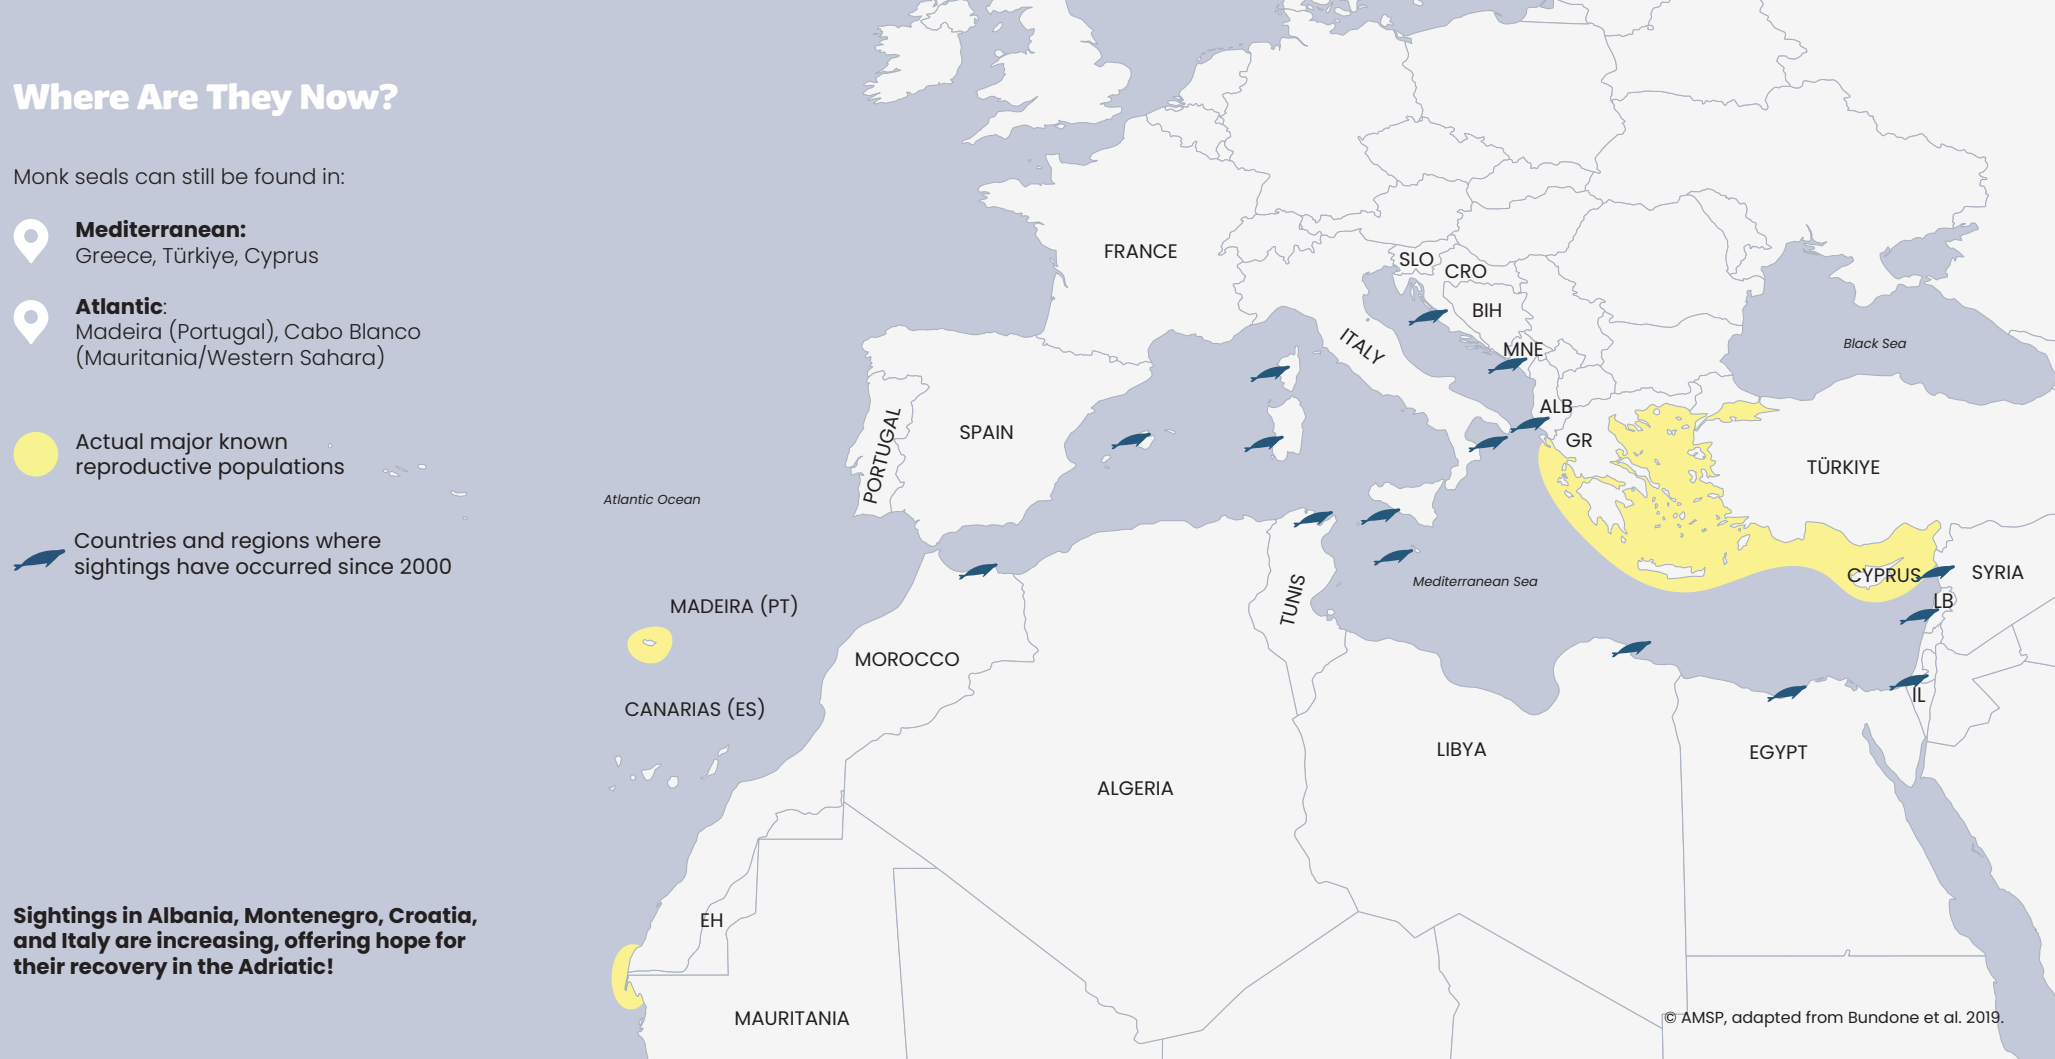 Where Are They Now?
Monk seals can still be found in:
Mediterranean:
Greece, Türkiye, Cyprus
Atlantic:
Madeira (Portugal), Cabo Blanco
(Mauritania/Western Sahara)
Actual major known
reproductive populations
Countries and regions where
sightings have occurred since 2000
Sightings in Albania, Montenegro, Croatia,
and Italy are increasing, offering hope for
their recovery in the Adriatic!
FRANCE
SLO
CRO
BIH
ITALY
MNE
Black Sea
ALB
PORTUGAL
SPAIN
GR
TÜRKIYE
Atlantic Ocean
Mediterranean Sea
CYPRUS
SYRIA
LB
TUNIS
MADEIRA (PT)
MOROCCO
IL
CANARIAS (ES)
LIBYA
EGYPT
ALGERIA
EH
MAURITANIA
© AMSP, adapted from Bundone et al. 2019.